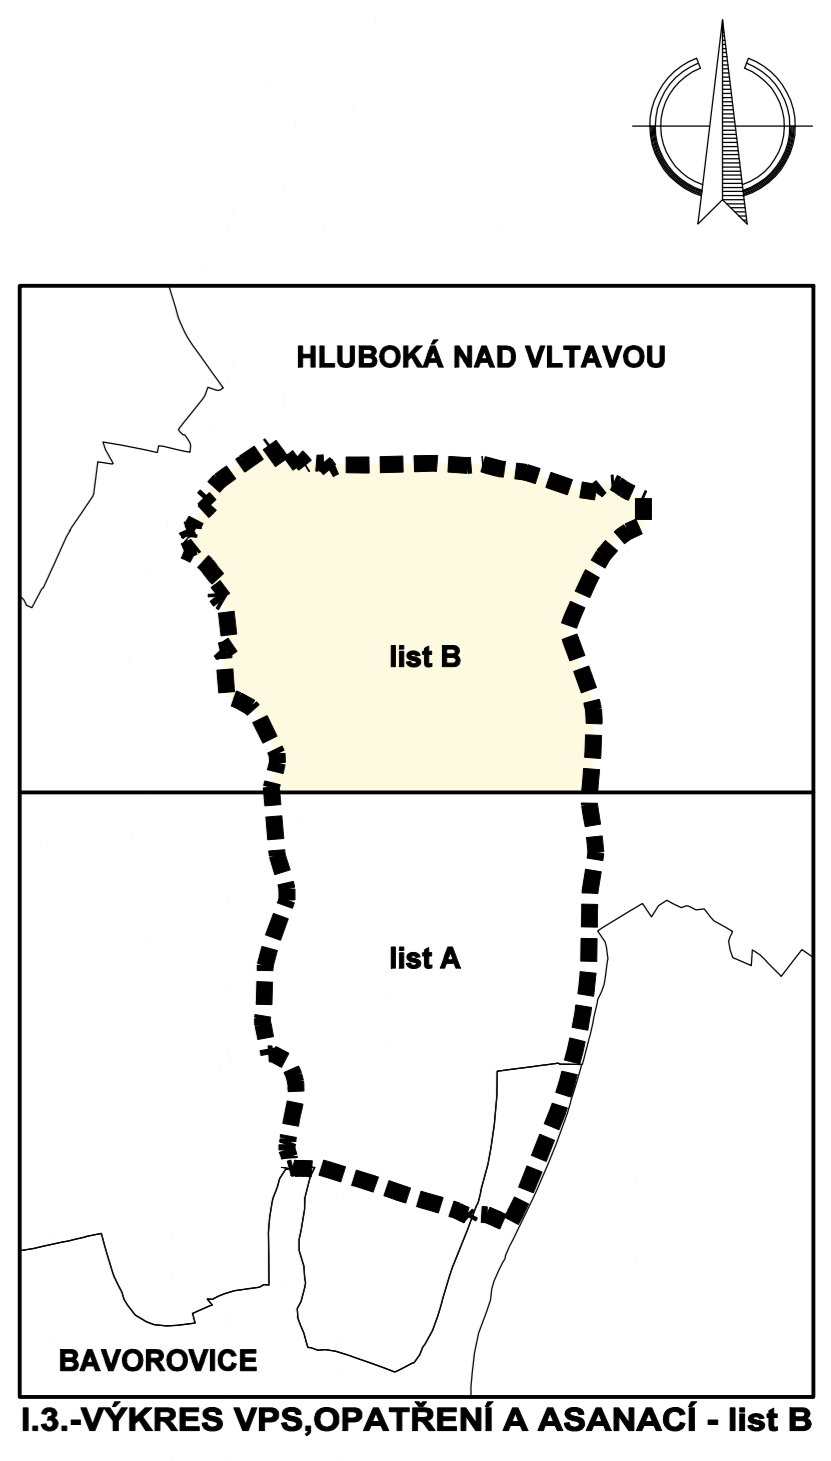 HLUBOKÁ NAD VLTAVOU
list B
list A
BAVOROVICE
I.3.-VÝKRES VPS,OPATŘENÍ A ASANACÍ - list B